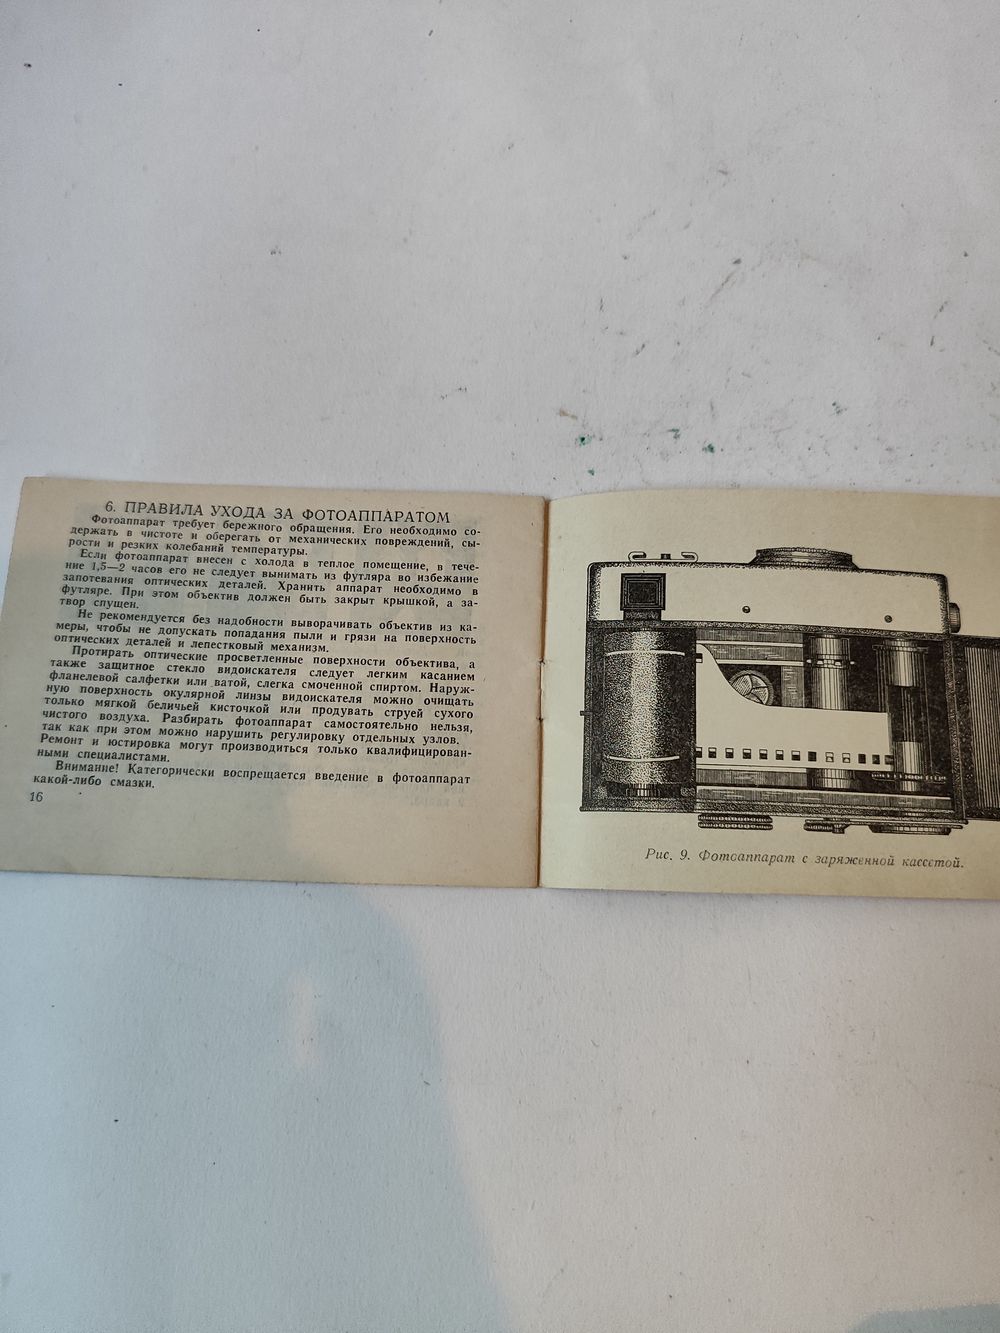 6. ПРАВИЛА УХОДА ЗА ФОТОАППАРАТОМ
Фотоаппарат требует бережного обращения. Его необходимо со-
держать в чистоте и оберегать от механических повреждений, сы-
рости и резких колебаний температуры.
Если фотоаппарат внесен с холода в теплое помещение, в тече-
ние 1,5—2 часов его не следует вынимать из футляра во избежание
запотевания оптических деталей. Хранить аппарат необходимо в
футляре. При этом объектив должен быть закрыт крышкой, а за-
твор спущен.
Не рекомендуется без надобности выворачивать объектив из ка-
меры, чтобы не допускать попадания пыли и грязи на поверхность
оптических деталей и лепестковый механизм.
Протирать оптические просветленные поверхности объектива, а
также защитное стекло видоискателя следует легким касанием
фланелевой салфетки или ватой, слегка смоченной спиртом. Наруж-
ную поверхность окулярной линзы видоискателя можно очищать
только мягкой беличьей кисточкой или продувать струей сухого
чистого воздуха. Разбирать фотоаппарат самостоятельно нельзя,
так как при этом можно нарушить регулировку отдельных узлов.
Ремонт и юстировка могут производиться только квалифицирован-
ными специалистами.
Внимание! Категорически воспрещается введение в фотоаппарат
какой-либо смазки.
16
Рис. 9. Фотоаппарат с заряженной кассетой.